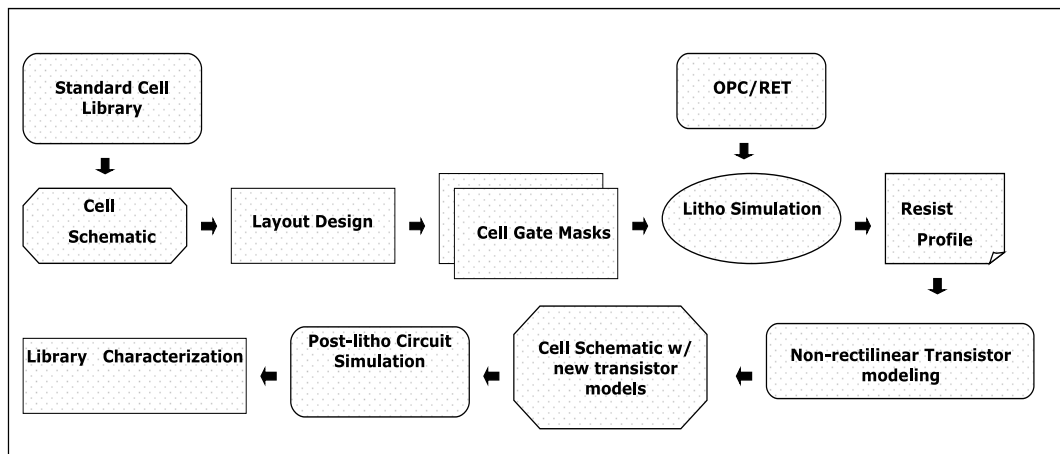 Standard Cell
Library
OPC/RET
Cell
Schematic
Layout Design
Cell Gate Masks
Litho Simulation
Resist
Profile
Library Characterization
Post-litho Circuit
Simulation
Cell Schematic w/
new transistor
models
Non-rectilinear Transistor
modeling